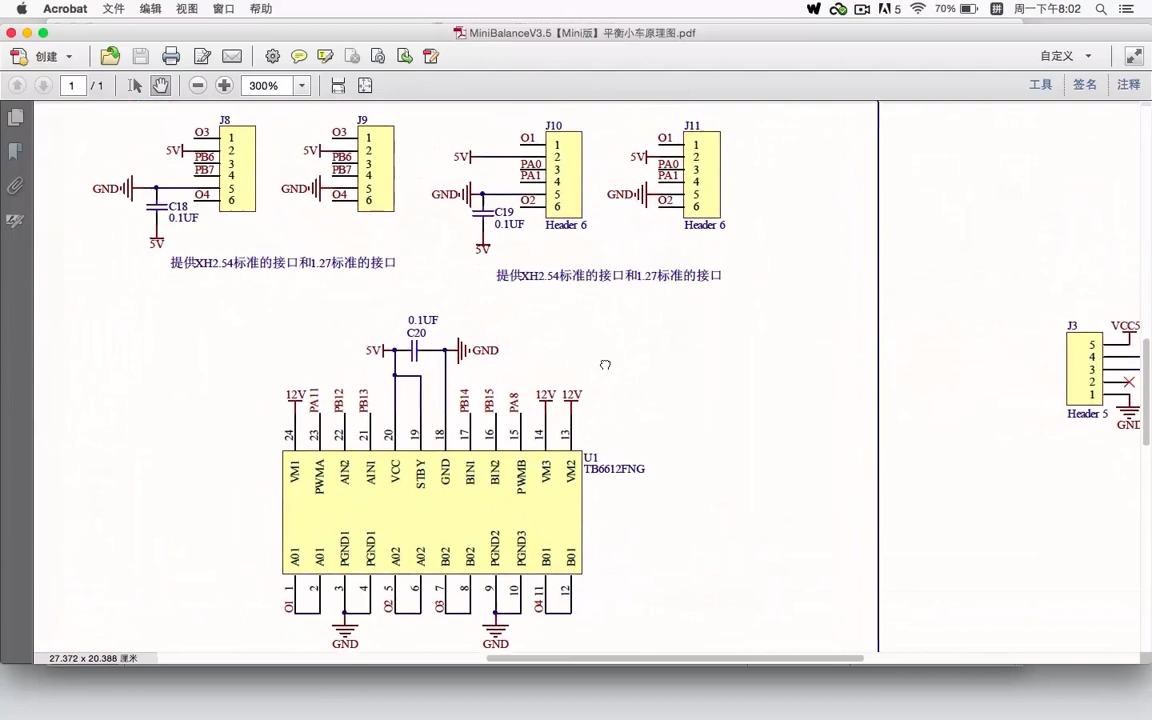 Acrobat 文件 编辑 视图 窗口 帮助 5 70% 拼 周一下午8:02
MiniBalanceV3.5【Mini版】平衡小车原理图.pdf
创建 自定义
1 / 1 300% 工具 签名 注释
J8 J9 J10 J11
O3 1 O3 1 O1 1 O1 1
5V 2 5V 2 5V 2 5V 2
PB6 3 PB6 3 PA0 3 PA0 3
PB7 4 PB7 4 PA1 4 PA1 4
GND 5 GND 5 GND 5 GND 5
O4 6 O4 6 O2 6 O2 6
C18
0.1UF
5V
C19
0.1UF
5V
Header 6 Header 6
提供XH2.54标准的接口和1.27标准的接口
提供XH2.54标准的接口和1.27标准的接口
0.1UF
C20
5V GND
J3 VCC5
5
4
3
2
1
Header 5 GND
12V PA11 PB12 PB13 PB14 PB15 PA8 12V 12V
24 23 22 21 20 19 18 17 16 15 14 13
U1
TB6612FNG
VM1 PWMA AIN2 AIN1 VCC STBY GND BIN1 BIN2 PWMB VM3 VM2
A01 A01 PGND1 PGND1 A02 A02 B02 B02 PGND2 PGND3 B01 B01
1 2 3 4 5 6 7 8 9 10 11 12
O1 O2 O3 O4
GND GND
27.372 x 20.388 厘米